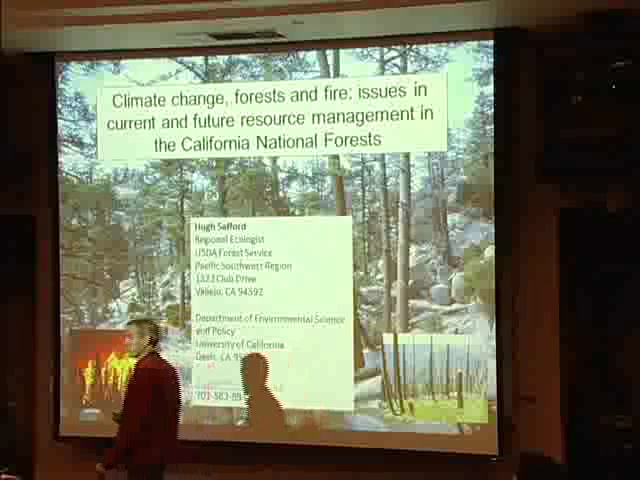 Climate change, forests and fire: issues in
current and future resource management in
the California National Forests
Hugh Safford
Regional Ecologist
USDA Forest Service
Pacific Southwest Region
1323 Club Drive
Vallejo, CA 94592
Department of Environmental Science
and Policy
University of California
Davis, CA 95